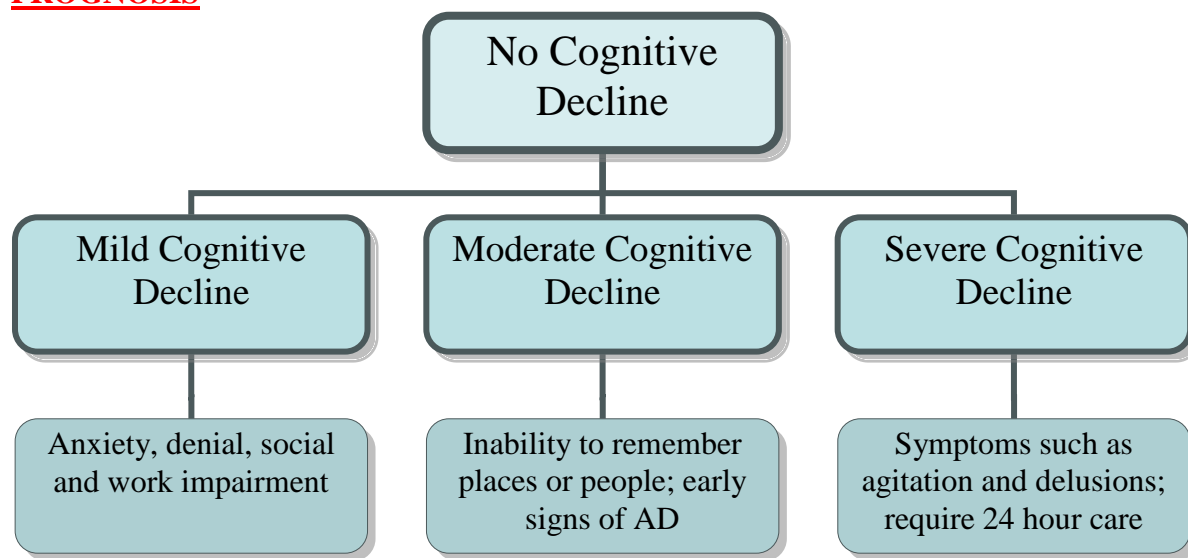 PROGNOSIS
No Cognitive
Decline
Mild Cognitive
Decline
Moderate Cognitive
Decline
Severe Cognitive
Decline
Anxiety, denial, social
and work impairment
Inability to remember
places or people; early
signs of AD
Symptoms such as
agitation and delusions;
require 24 hour care